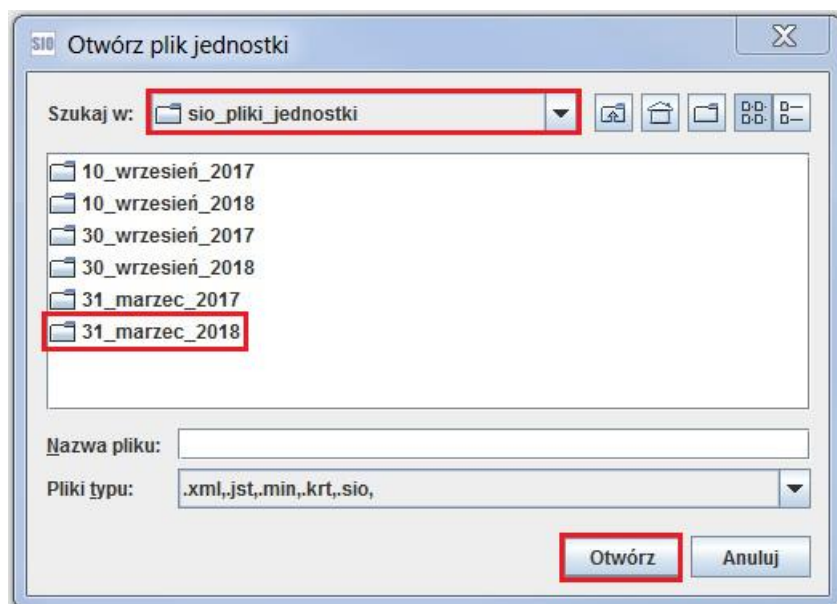 SIO Otwórz plik jednostki
Szukaj w: sio_pliki_jednostki
10_wrzesień_2017
10_wrzesień_2018
30_wrzesień_2017
30_wrzesień_2018
31_marzec_2017
31_marzec_2018
Nazwa pliku:
Pliki typu: .xml,.jst,.min,.krt,.sio,
Otwórz Anuluj